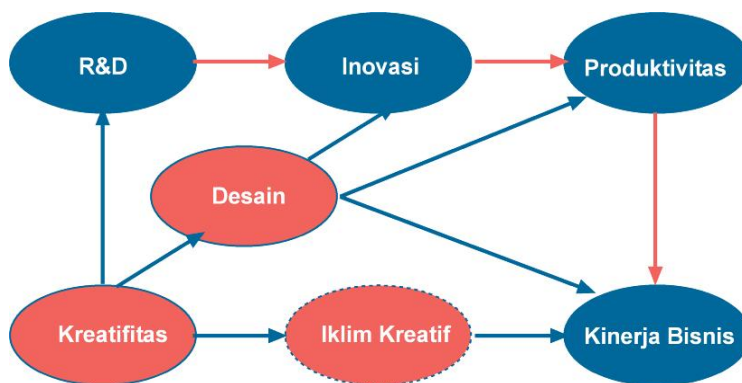 R&D
Inovasi
Produktivitas
Desain
Kreatifitas
Iklim Kreatif
Kinerja Bisnis